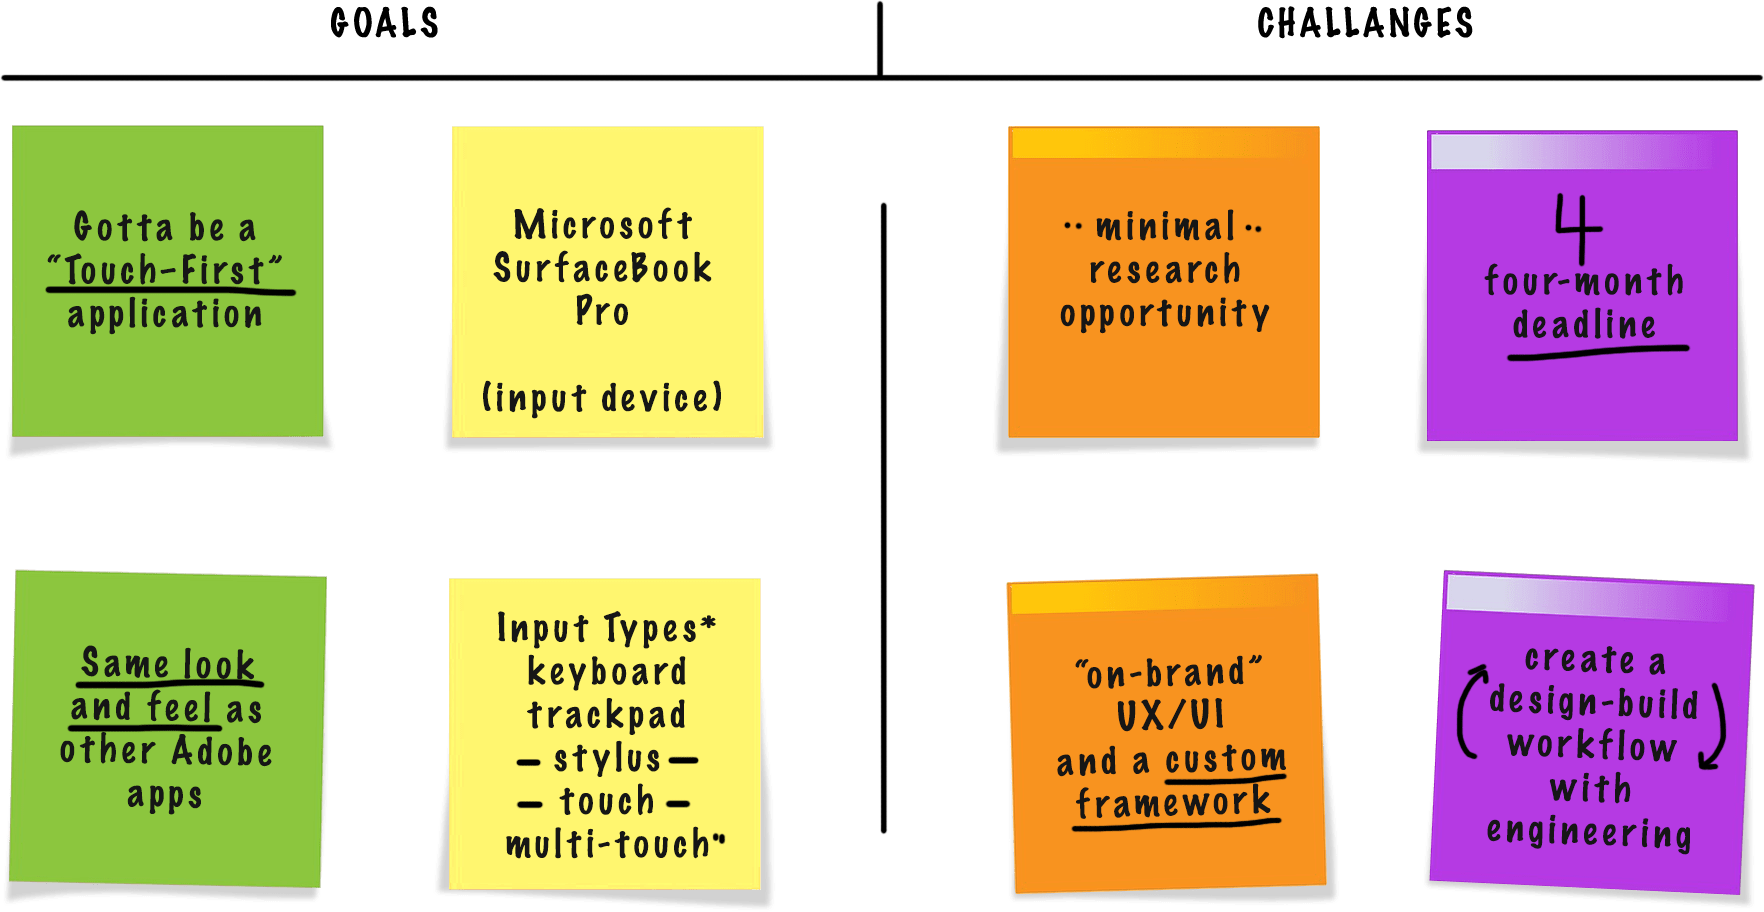 GOALS
CHALLANGES
Gotta be a
“Touch-First”
application
Microsoft
SurfaceBook
Pro
(input device)
·· minimal ··
research
opportunity
4
four-month
deadline
Same look
and feel as
other Adobe
apps
Input Types*
keyboard
trackpad
– stylus –
– touch –
multi-touch"
“on-brand”
UX/UI
and a custom
framework
create a
design-build
workflow
with
engineering